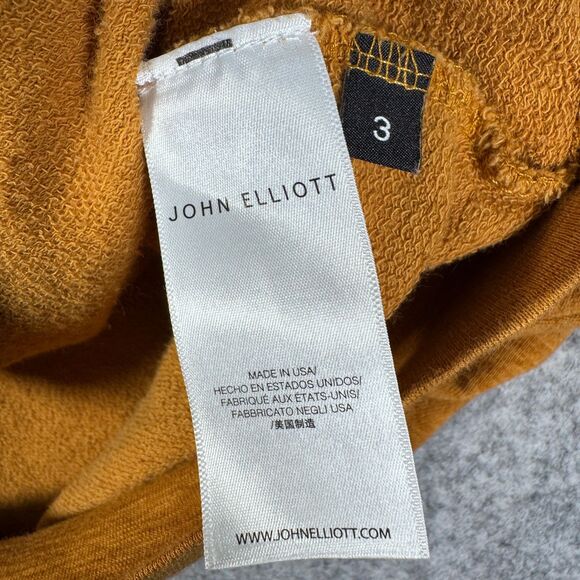 3
JOHN ELLIOTT
MADE IN USA/
HECHO EN ESTADOS UNIDOS/
FABRIQUÉ AUX ÉTATS-UNIS/
FABBRICATO NEGLI USA
/美国制造
WWW.JOHNELLIOTT.COM